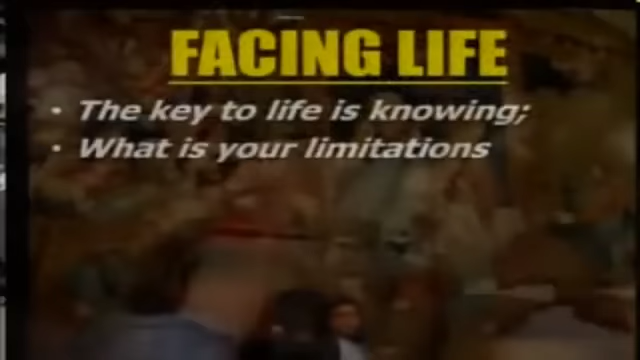 FACING LIFE
• The key to life is knowing;
• What is your limitations